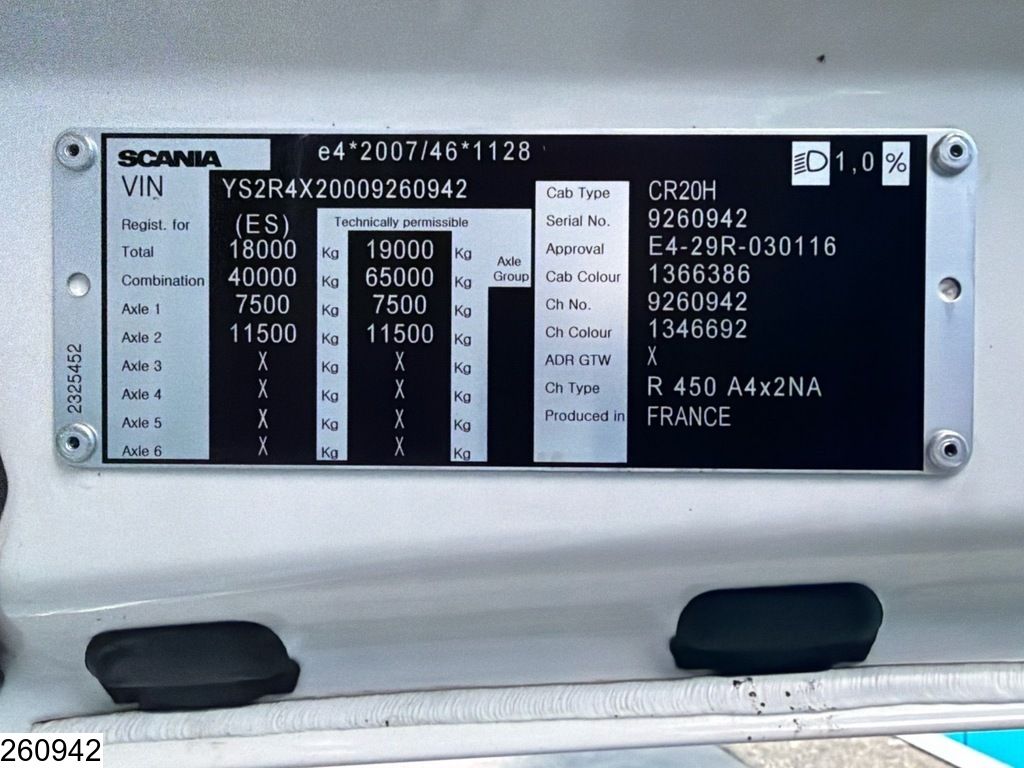 SCANIA e4*2007/46*1128 1,0 %
VIN YS2R4X20009260942 Cab Type CR20H
Regist. for (ES) Technically permissible Serial No. 9260942
Total 18000 Kg 19000 Kg Axle Group Approval E4-29R-030116
Combination 40000 Kg 65000 Kg Cab Colour 1366386
Axle 1 7500 Kg 7500 Kg Ch No. 9260942
Axle 2 11500 Kg 11500 Kg Ch Colour 1346692
Axle 3 X Kg X Kg ADR GTW X
Axle 4 X Kg X Kg Ch Type R 450 A4x2NA
Axle 5 X Kg X Kg Produced in FRANCE
Axle 6 X Kg X Kg
2325452
260942